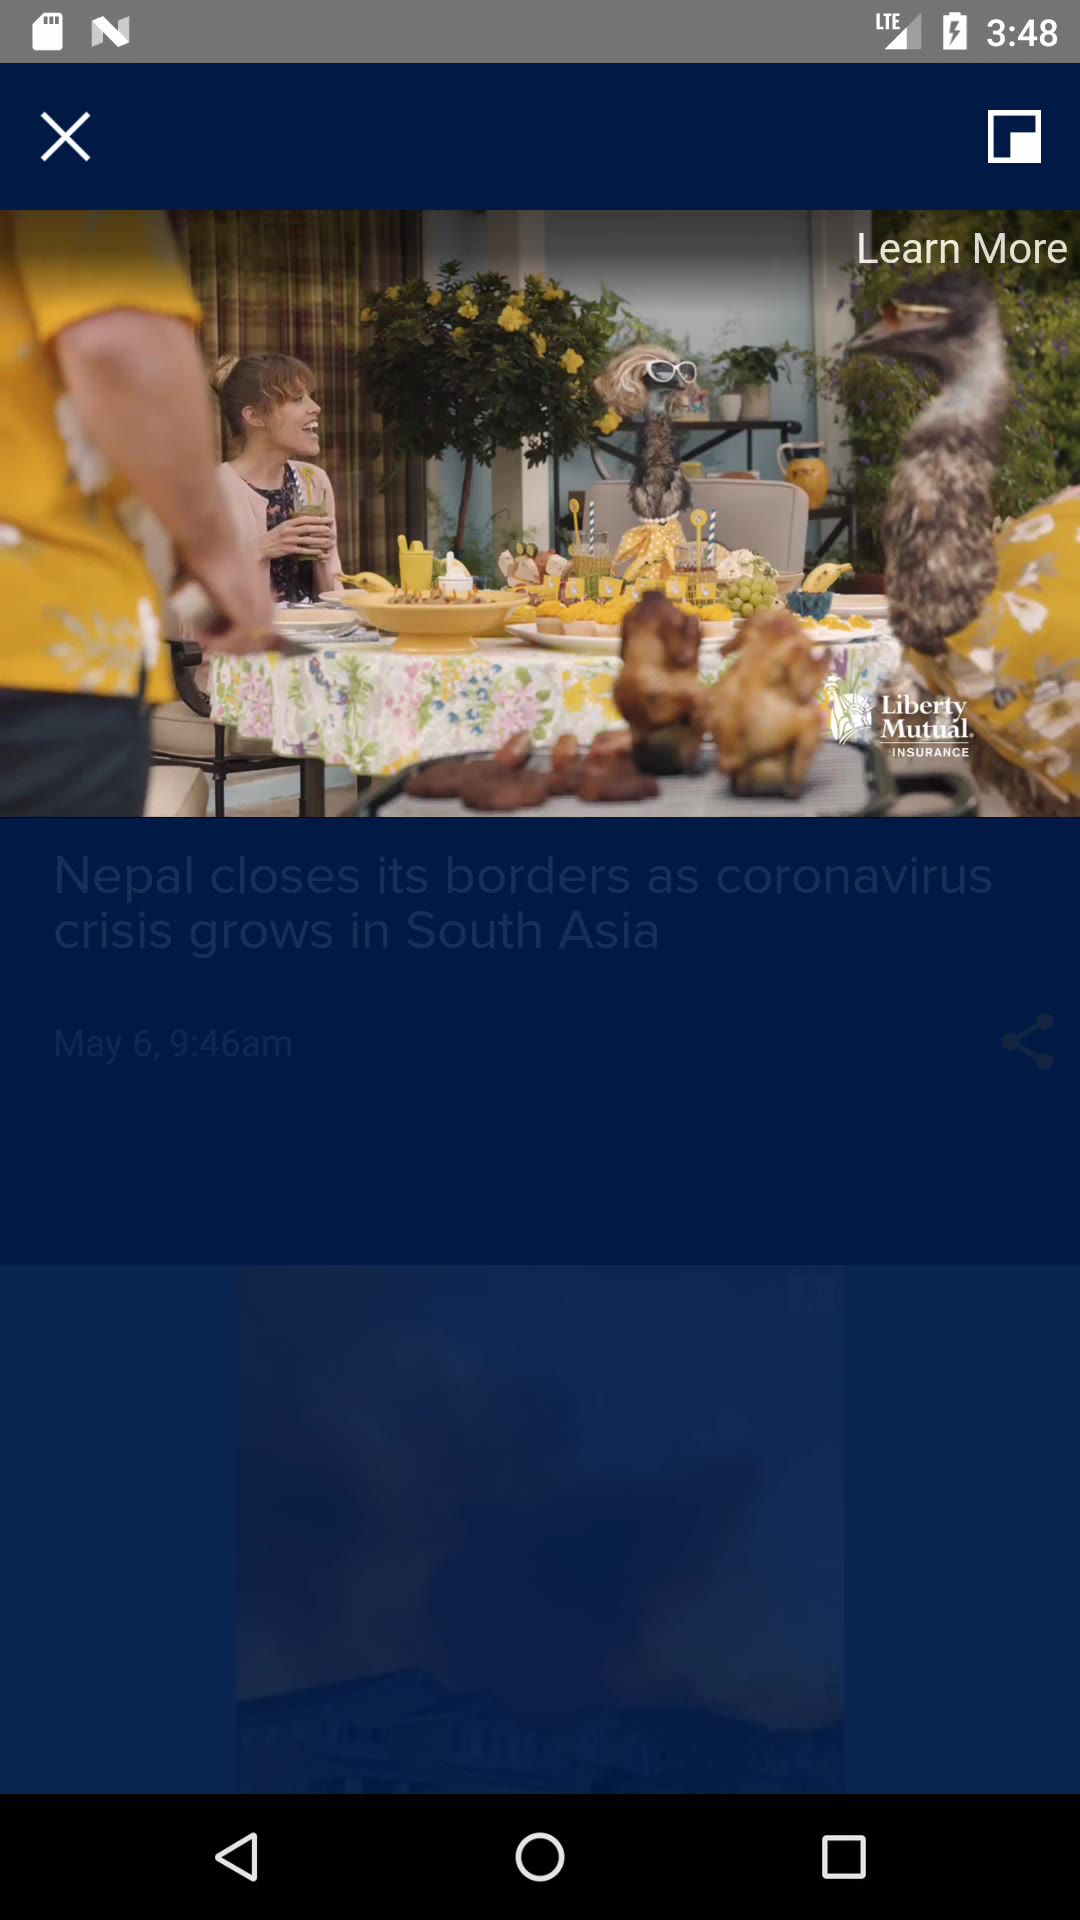 LTE 3:48
Learn More
Liberty
Mutual®
INSURANCE
Nepal closes its borders as coronavirus
crisis grows in South Asia
May 6, 9:46am